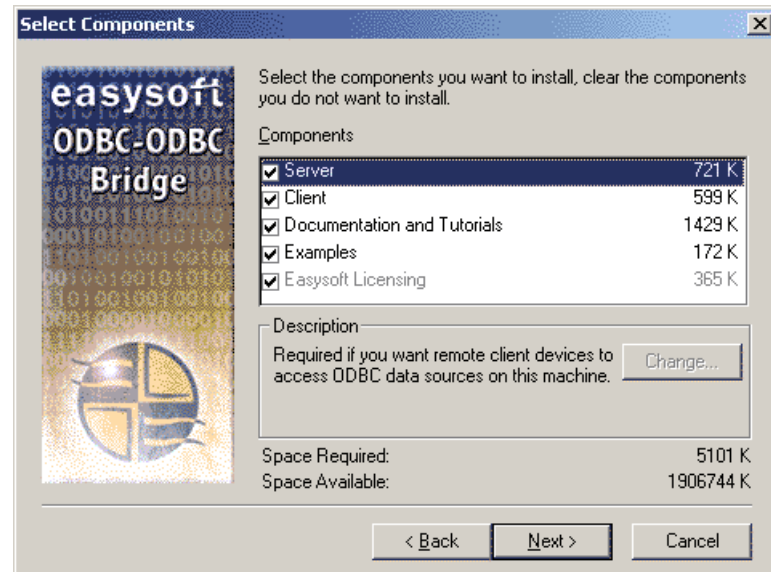 Select Components
easysoft
ODBC-ODBC
Bridge
Select the components you want to install, clear the components
you do not want to install.
Components
Server 721 K
Client 599 K
Documentation and Tutorials 1429 K
Examples 172 K
Easysoft Licensing 365 K
Description
Required if you want remote client devices to
access ODBC data sources on this machine.
Change...
Space Required: 5101 K
Space Available: 1906744 K
< Back
Next >
Cancel